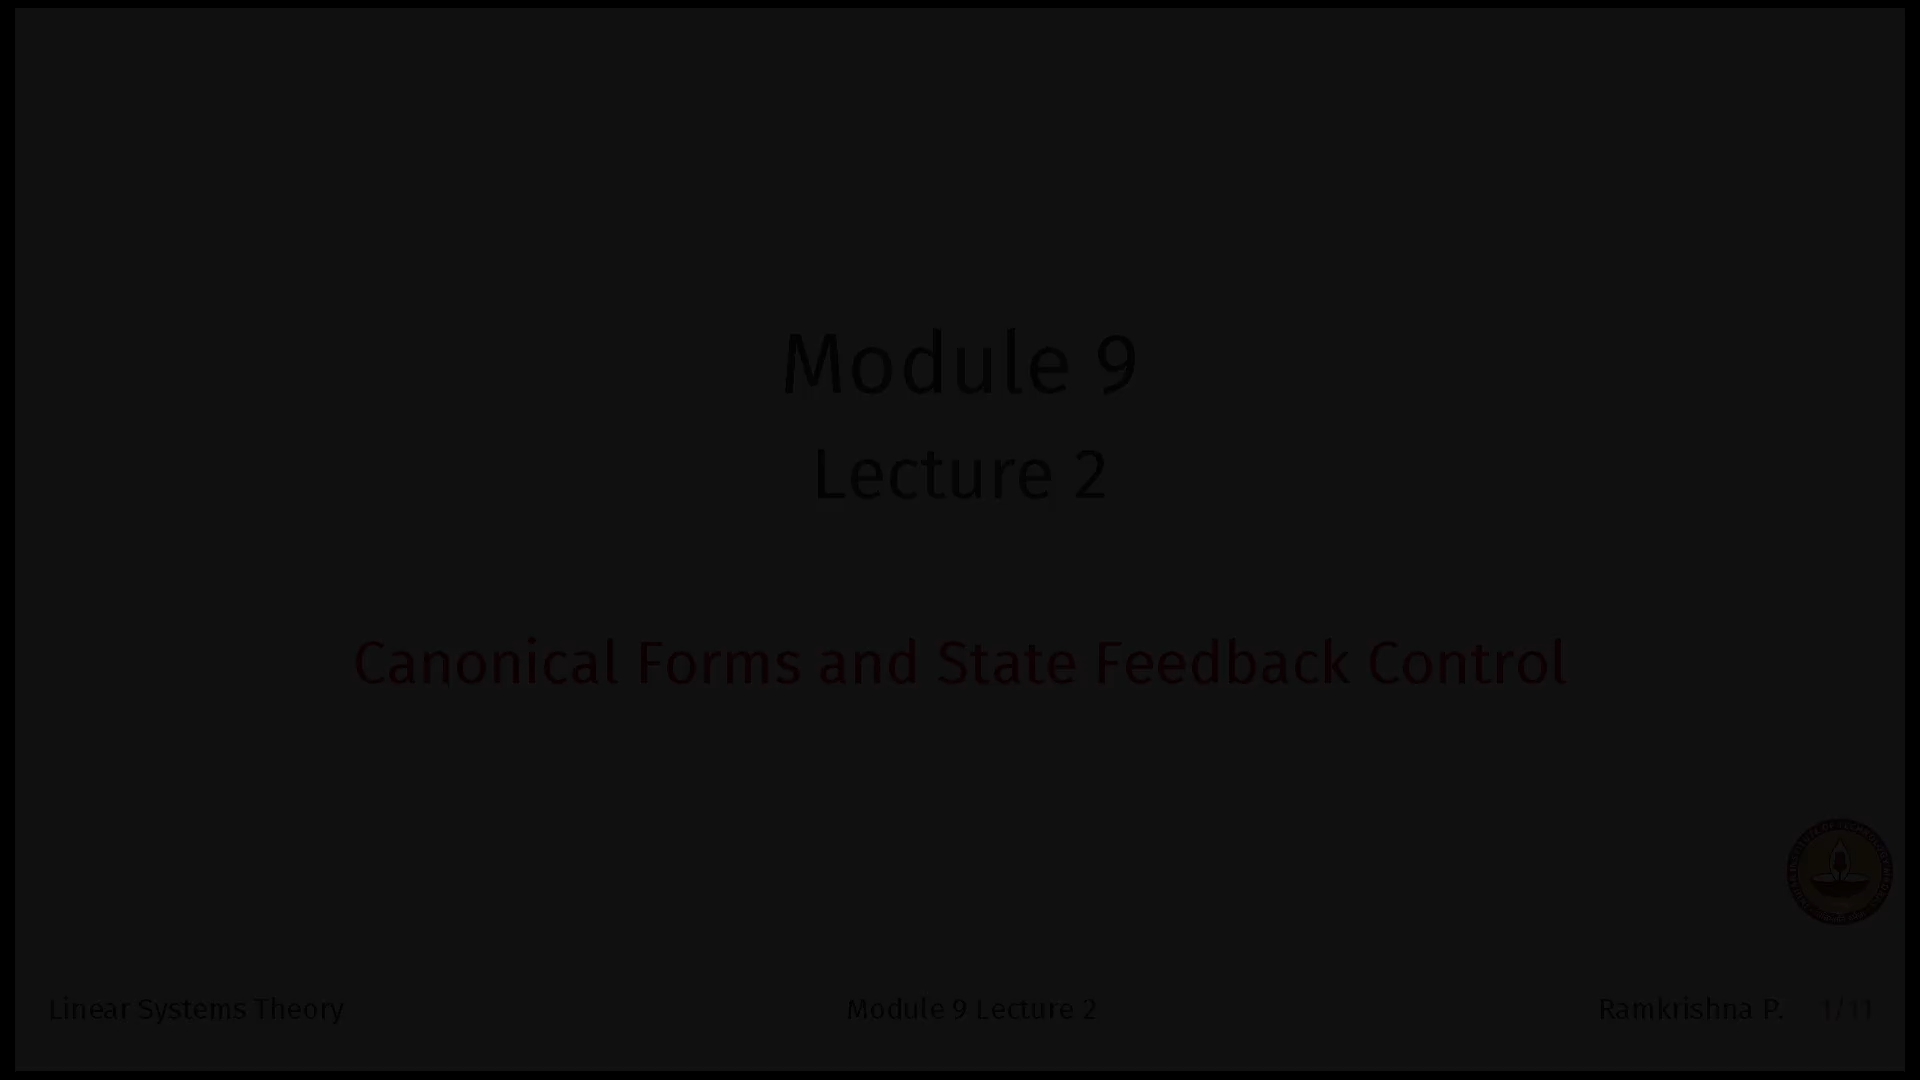 Module 9
Lecture 2
Canonical Forms and State Feedback Control
Linear Systems Theory
Module 9 Lecture 2
Ramkrishna P.
1/11